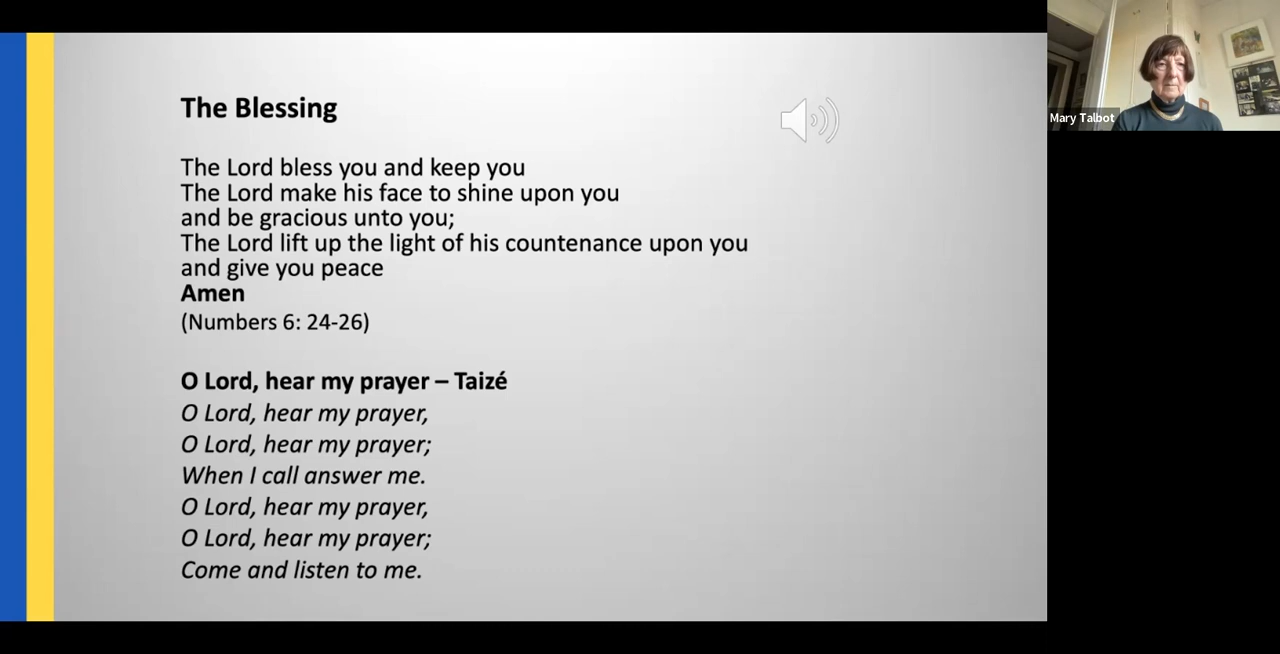 The Blessing
The Lord bless you and keep you
The Lord make his face to shine upon you
and be gracious unto you;
The Lord lift up the light of his countenance upon you
and give you peace
Amen
(Numbers 6: 24-26)
O Lord, hear my prayer – Taizé
O Lord, hear my prayer,
O Lord, hear my prayer;
When I call answer me.
O Lord, hear my prayer,
O Lord, hear my prayer;
Come and listen to me.
Mary Talbot